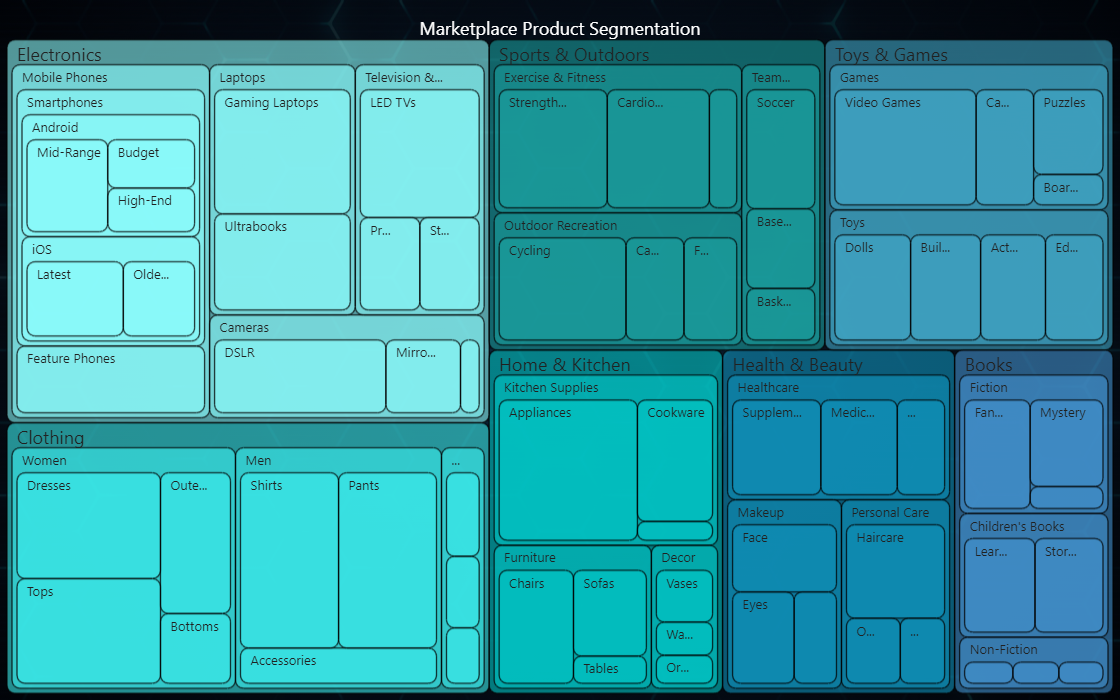 Marketplace Product Segmentation
Electronics
Mobile Phones
Smartphones
Android
Mid-Range
Budget
High-End
iOS
Latest
Olde...
Feature Phones
Laptops
Gaming Laptops
Ultrabooks
Television &...
LED TVs
Pr...
St...
Cameras
DSLR
Mirro...
Clothing
Women
Dresses
Oute...
Tops
Bottoms
Men
Shirts
Pants
Accessories
...
Sports & Outdoors
Exercise & Fitness
Strength...
Cardio...
Outdoor Recreation
Cycling
Ca...
F...
Team...
Soccer
Base...
Bask...
Toys & Games
Games
Video Games
Ca...
Puzzles
Boar...
Toys
Dolls
Buil...
Act...
Ed...
Home & Kitchen
Kitchen Supplies
Appliances
Cookware
Furniture
Chairs
Sofas
Tables
Decor
Vases
Wa...
Or...
Health & Beauty
Healthcare
Supplem...
Medic...
...
Makeup
Face
Eyes
Personal Care
Haircare
O...
...
Books
Fiction
Fan...
Mystery
Children's Books
Lear...
Stor...
Non-Fiction